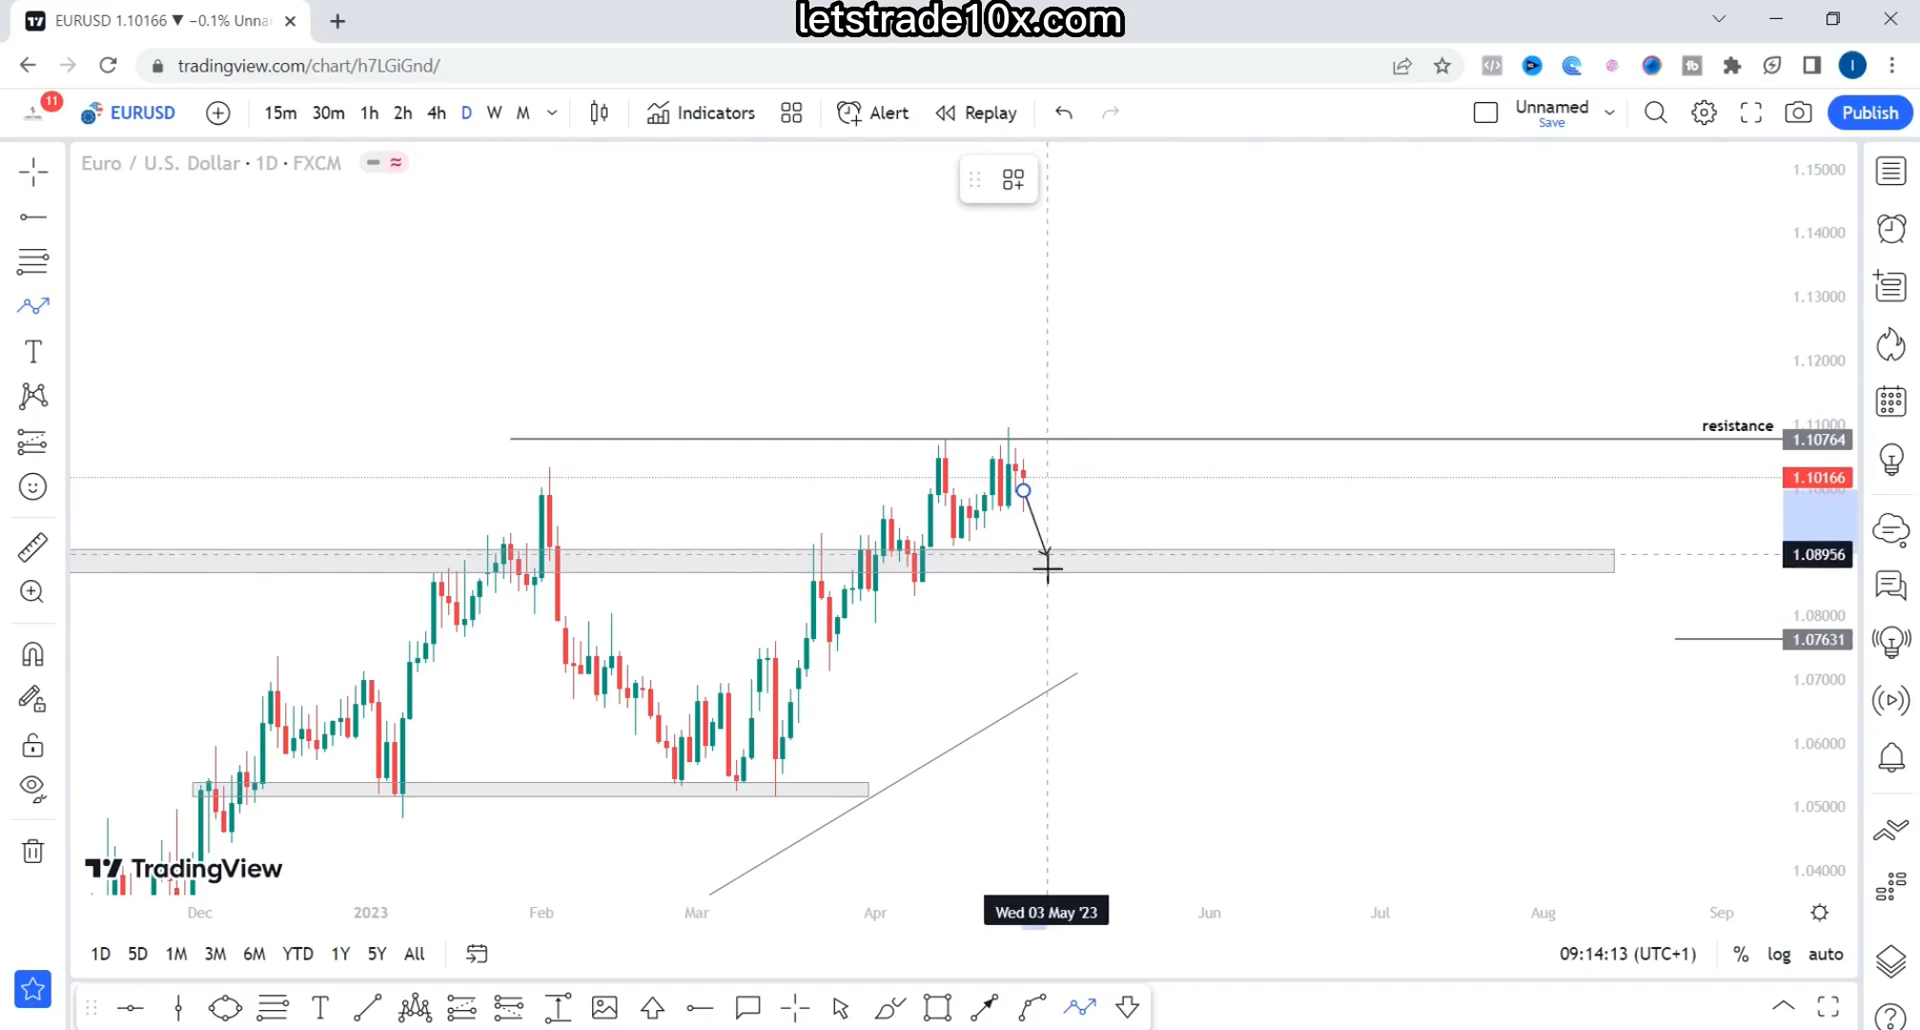 EURUSD 1.10166 ▼ −0.1% Unna
letstrade10x.com
tradingview.com/chart/h7LGiGnd/
11
EURUSD
15m 30m 1h 2h 4h D W M
Indicators
Alert
Replay
Unnamed
Save
Publish
Euro / U.S. Dollar · 1D · FXCM
1.15000
1.14000
1.13000
1.12000
1.11000
resistance
1.10764
1.10166
1.08956
1.08000
1.07631
1.07000
1.06000
1.05000
1.04000
TradingView
Dec 2023 Feb Mar Apr Wed 03 May '23 Jun Jul Aug Sep
1D 5D 1M 3M 6M YTD 1Y 5Y All
09:14:13 (UTC+1) % log auto